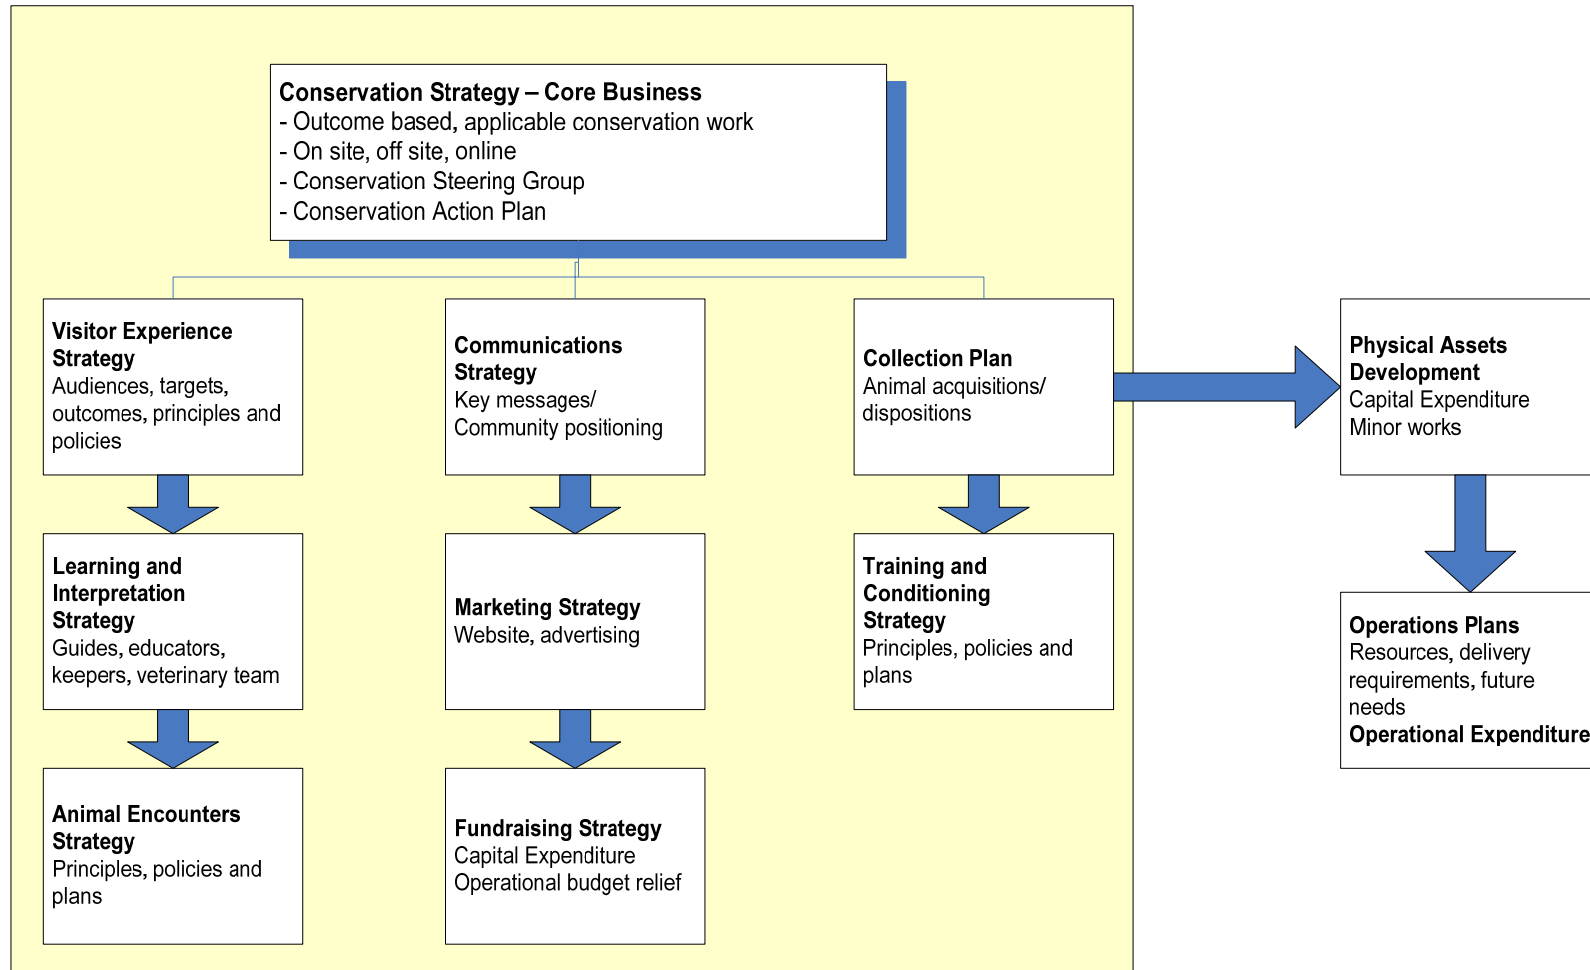 Conservation Strategy – Core Business
- Outcome based, applicable conservation work
- On site, off site, online
- Conservation Steering Group
- Conservation Action Plan
Visitor Experience
Strategy
Audiences, targets,
outcomes, principles and
policies
Communications
Strategy
Key messages/
Community positioning
Collection Plan
Animal acquisitions/
dispositions
Physical Assets
Development
Capital Expenditure
Minor works
Learning and
Interpretation
Strategy
Guides, educators,
keepers, veterinary team
Marketing Strategy
Website, advertising
Training and
Conditioning
Strategy
Principles, policies and
plans
Operations Plans
Resources, delivery
requirements, future
needs
Operational Expenditure
Animal Encounters
Strategy
Principles, policies and
plans
Fundraising Strategy
Capital Expenditure
Operational budget relief